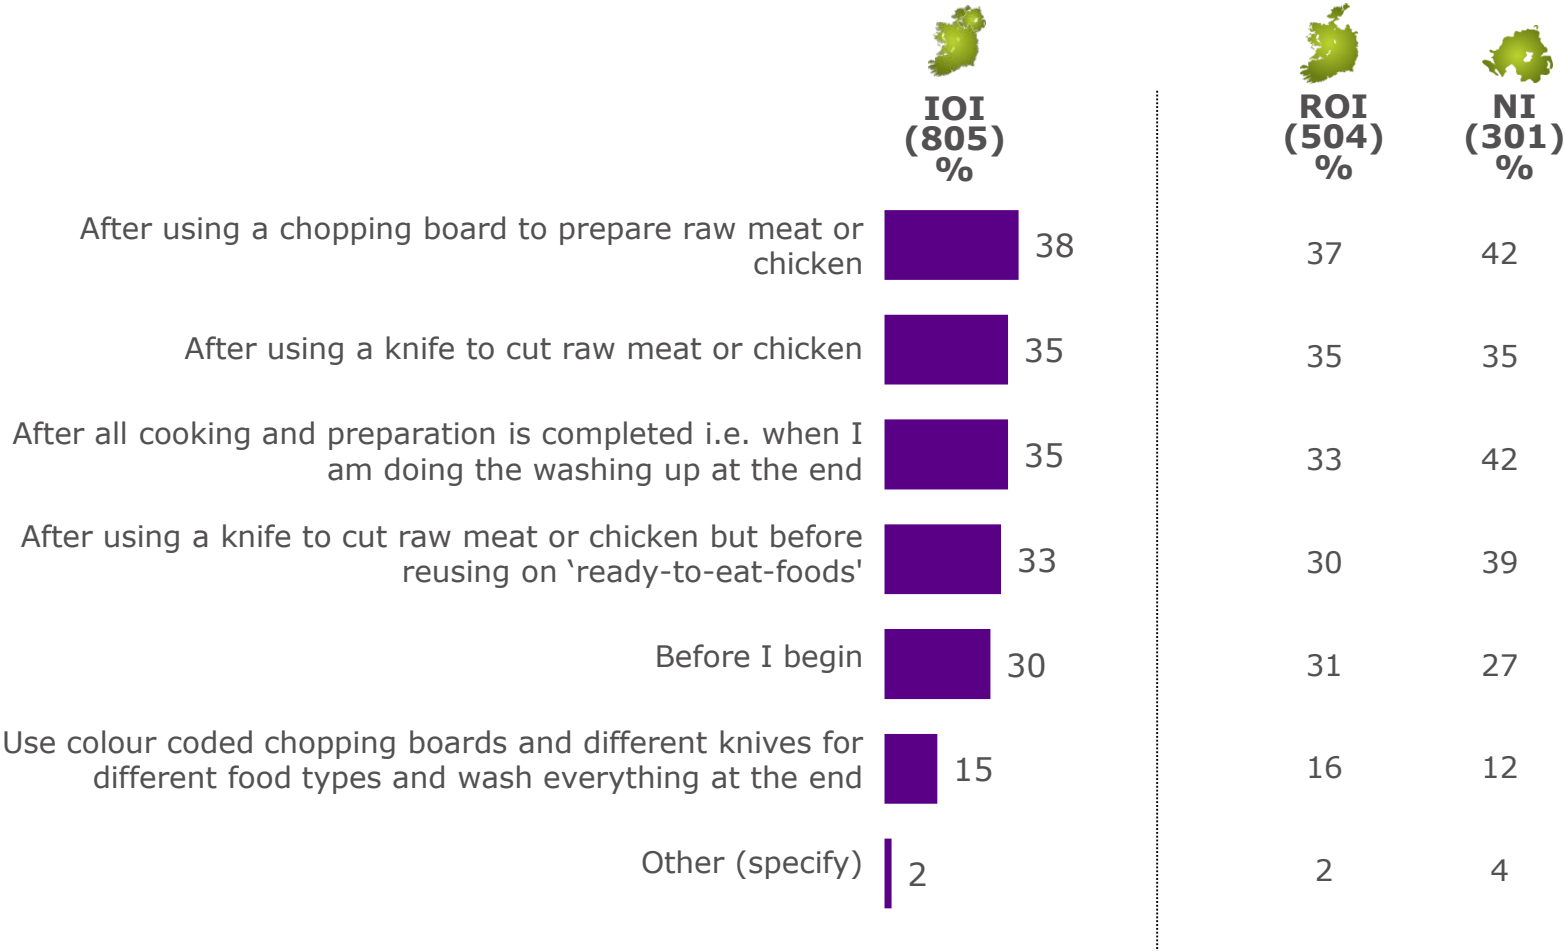 IOI
(805)
%
ROI
(504)
%
NI
(301)
%
After using a chopping board to prepare raw meat or
chicken
38
37
42
After using a knife to cut raw meat or chicken
35
35
35
After all cooking and preparation is completed i.e. when I
am doing the washing up at the end
35
33
42
After using a knife to cut raw meat or chicken but before
reusing on ‘ready-to-eat-foods'
33
30
39
Before I begin
30
31
27
Use colour coded chopping boards and different knives for
different food types and wash everything at the end
15
16
12
Other (specify)
2
2
4